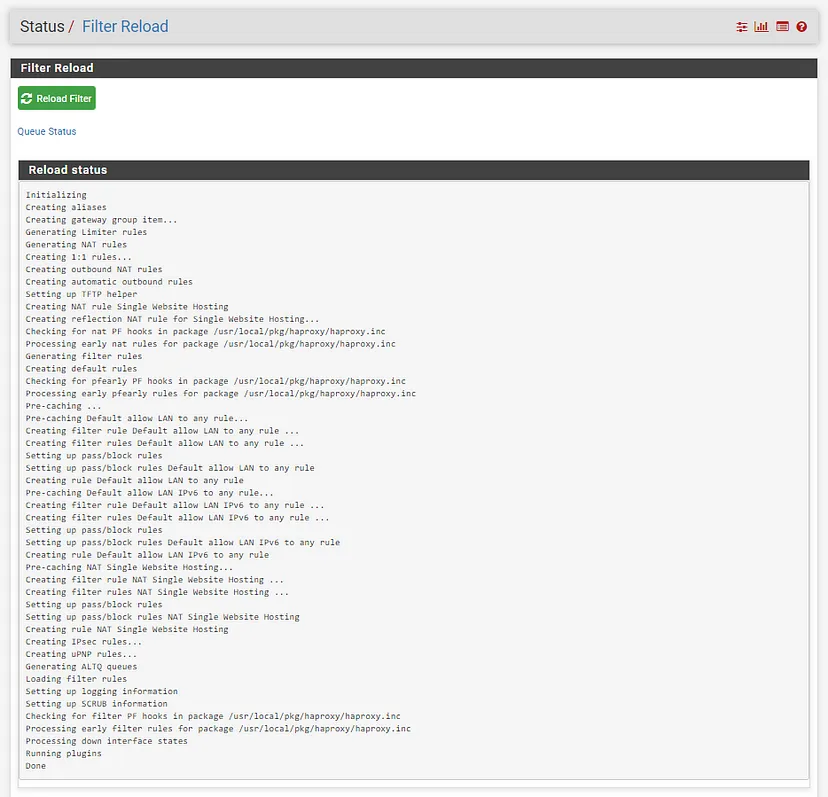 Status / Filter Reload
Filter Reload
Reload Filter
Queue Status
Reload status
Initializing
Creating aliases
Creating gateway group item...
Generating Limiter rules
Generating NAT rules
Creating 1:1 rules...
Creating outbound NAT rules
Creating automatic outbound rules
Setting up TFTP helper
Creating NAT rule Single Website Hosting
Creating reflection NAT rule for Single Website Hosting...
Checking for nat PF hooks in package /usr/local/pkg/haproxy/haproxy.inc
Processing early nat rules for package /usr/local/pkg/haproxy/haproxy.inc
Generating filter rules
Creating default rules
Checking for pfearly PF hooks in package /usr/local/pkg/haproxy/haproxy.inc
Processing early pfearly rules for package /usr/local/pkg/haproxy/haproxy.inc
Pre-caching ...
Pre-caching Default allow LAN to any rule...
Creating filter rule Default allow LAN to any rule ...
Creating filter rules Default allow LAN to any rule ...
Setting up pass/block rules
Setting up pass/block rules Default allow LAN to any rule
Creating rule Default allow LAN to any rule
Pre-caching Default allow LAN IPv6 to any rule...
Creating filter rule Default allow LAN IPv6 to any rule ...
Creating filter rules Default allow LAN IPv6 to any rule ...
Setting up pass/block rules
Setting up pass/block rules Default allow LAN IPv6 to any rule
Creating rule Default allow LAN IPv6 to any rule
Pre-caching NAT Single Website Hosting...
Creating filter rule NAT Single Website Hosting ...
Creating filter rules NAT Single Website Hosting ...
Setting up pass/block rules
Setting up pass/block rules NAT Single Website Hosting
Creating rule NAT Single Website Hosting
Creating IPsec rules...
Creating uPNP rules...
Generating ALTQ queues
Loading filter rules
Setting up logging information
Setting up SCRUB information
Checking for filter PF hooks in package /usr/local/pkg/haproxy/haproxy.inc
Processing early filter rules for package /usr/local/pkg/haproxy/haproxy.inc
Processing down interface states
Running plugins
Done